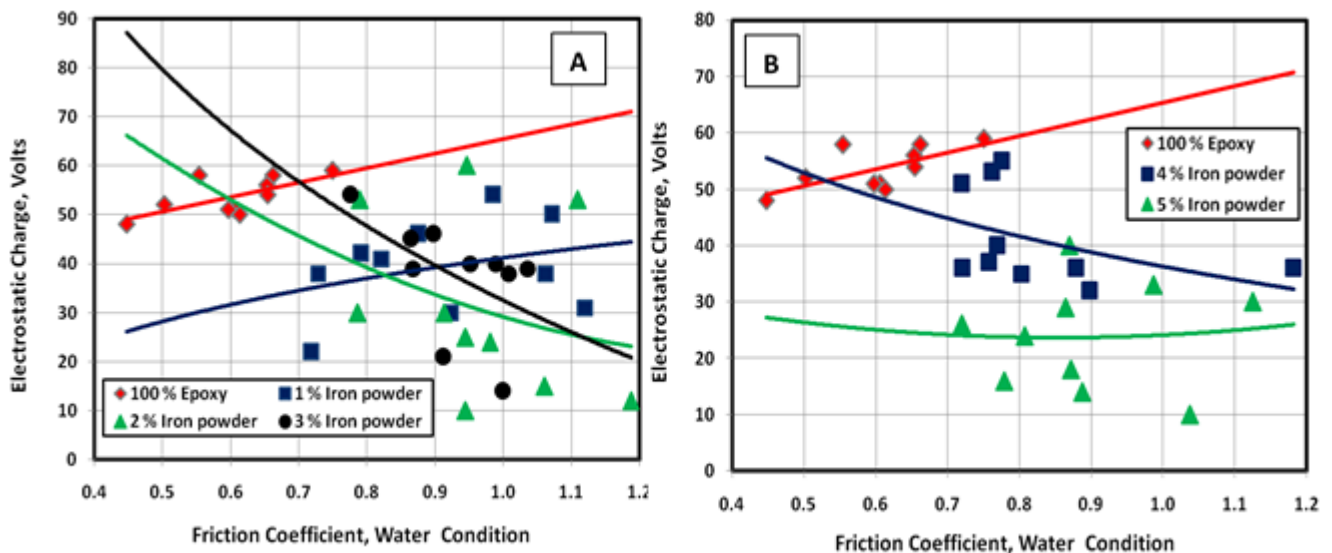 A
Electrostatic Charge, Volts
90
80
70
60
50
40
30
20
10
0
100 % Epoxy
1 % Iron powder
2 % Iron powder
3 % Iron powder
0.4 0.5 0.6 0.7 0.8 0.9 1.0 1.1 1.2
Friction Coefficient, Water Condition
B
Electrostatic Charge, Volts
80
70
60
50
40
30
20
10
0
100 % Epoxy
4 % Iron powder
5 % Iron powder
0.4 0.5 0.6 0.7 0.8 0.9 1.0 1.1 1.2
Friction Coefficient, Water Condition